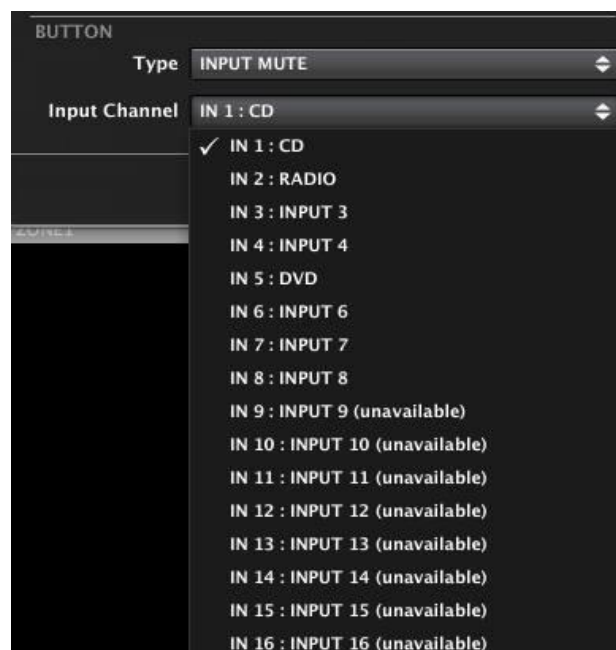 BUTTON
Type INPUT MUTE
Input Channel IN 1 : CD
✓ IN 1 : CD
IN 2 : RADIO
IN 3 : INPUT 3
ZONE1
IN 4 : INPUT 4
IN 5 : DVD
IN 6 : INPUT 6
IN 7 : INPUT 7
IN 8 : INPUT 8
IN 9 : INPUT 9 (unavailable)
IN 10 : INPUT 10 (unavailable)
IN 11 : INPUT 11 (unavailable)
IN 12 : INPUT 12 (unavailable)
IN 13 : INPUT 13 (unavailable)
IN 14 : INPUT 14 (unavailable)
IN 15 : INPUT 15 (unavailable)
IN 16 : INPUT 16 (unavailable)